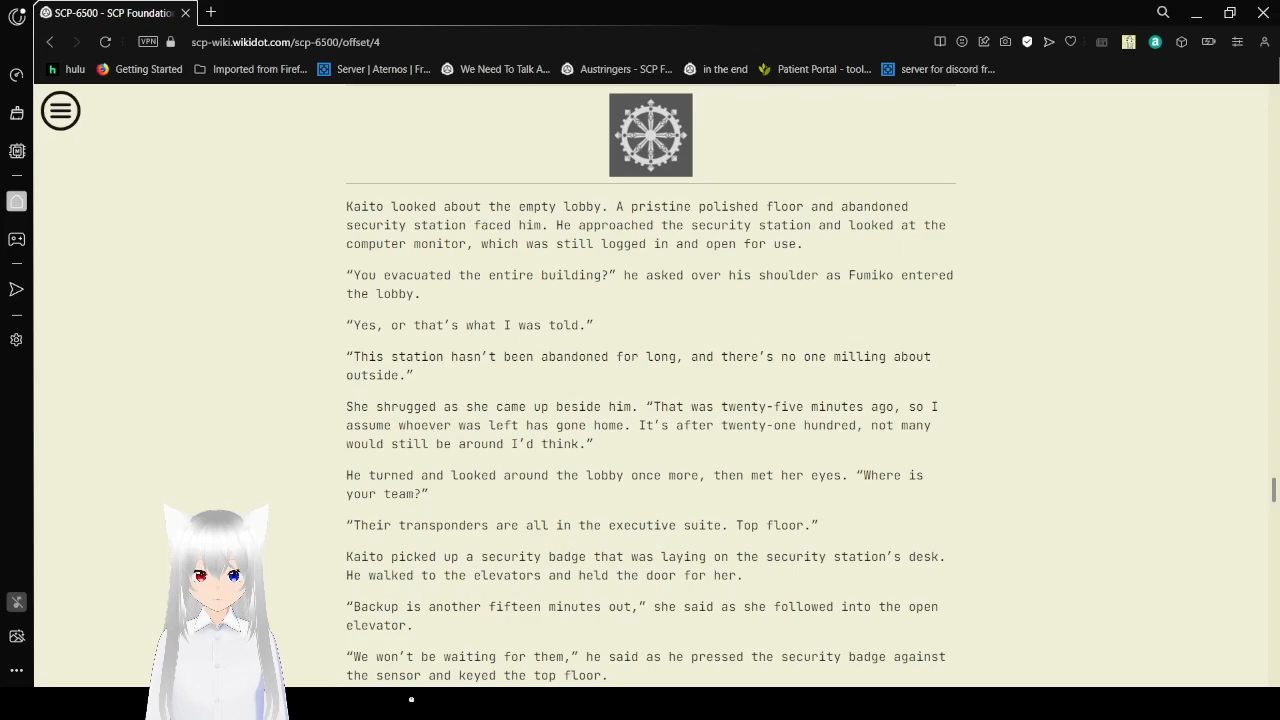 SCP-6500 - SCP Foundatio
VPN
scp-wiki.wikidot.com/scp-6500/offset/4
hulu
Getting Started
Imported from Firef...
Server | Aternos | Fr...
We Need To Talk A...
Austringers - SCP F...
in the end
Patient Portal - tool...
server for discord fr...
Kaito looked about the empty lobby. A pristine polished floor and abandoned
security station faced him. He approached the security station and looked at the
computer monitor, which was still logged in and open for use.
“You evacuated the entire building?” he asked over his shoulder as Fumiko entered
the lobby.
“Yes, or that’s what I was told.”
“This station hasn’t been abandoned for long, and there’s no one milling about
outside.”
She shrugged as she came up beside him. “That was twenty-five minutes ago, so I
assume whoever was left has gone home. It’s after twenty-one hundred, not many
would still be around I’d think.”
He turned and looked around the lobby once more, then met her eyes. “Where is
your team?”
“Their transponders are all in the executive suite. Top floor.”
Kaito picked up a security badge that was laying on the security station’s desk.
He walked to the elevators and held the door for her.
“Backup is another fifteen minutes out,” she said as she followed into the open
elevator.
“We won’t be waiting for them,” he said as he pressed the security badge against
the sensor and keyed the top floor.